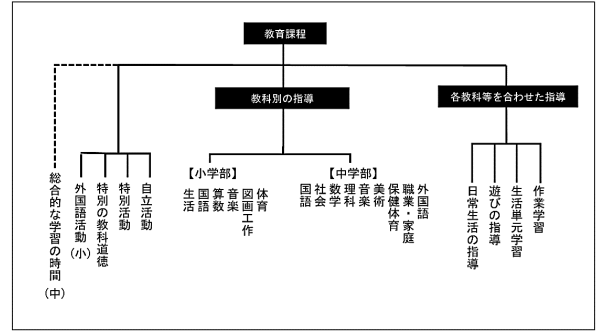 教育課程
教科別の指導
各教科等を合わせた指導
総合的な学習の時間(中)
外国語活動(小)
特別の教科道徳
特別活動
自立活動
【小学部】
生活
国語
算数
音楽
図画工作
体育
【中学部】
国語
社会
数学
理科
音楽
美術
保健体育
職業・家庭
外国語
日常生活の指導
遊びの指導
生活単元学習
作業学習